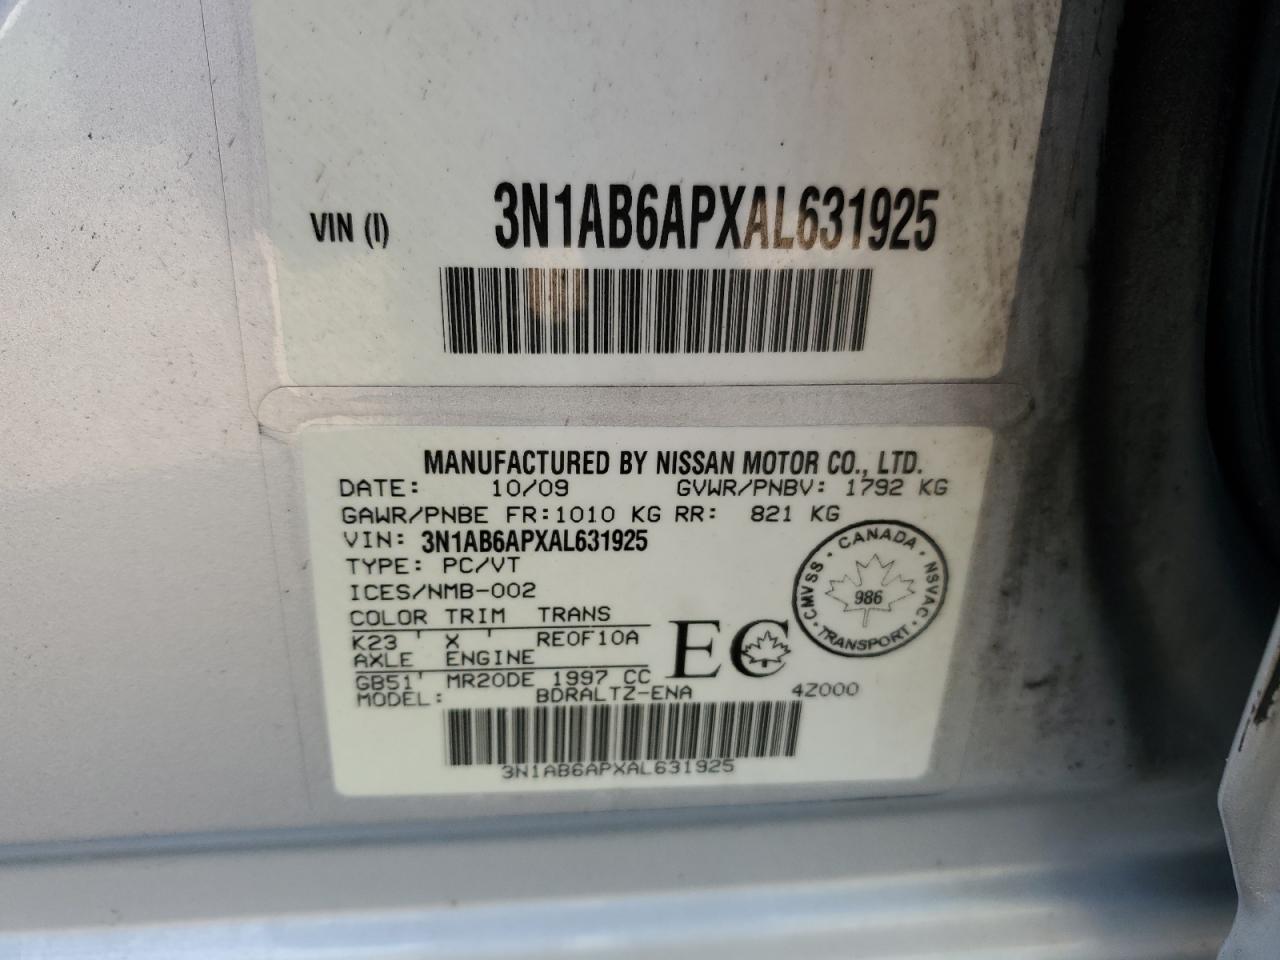 VIN (I) 3N1AB6APXAL631925
MANUFACTURED BY NISSAN MOTOR CO., LTD.
DATE: 10/09 GVWR/PNBV: 1792 KG
GAWR/PNBE FR:1010 KG RR: 821 KG
VIN: 3N1AB6APXAL631925
TYPE: PC/VT
ICES/NMB-002
COLOR TRIM TRANS
K23 ' X ' RE0F10A
AXLE ENGINE
GB51' MR20DE 1997 CC
MODEL: BDRALTZ-ENA 4Z000
3N1AB6APXAL631925
EC
CANADA
CMVSS · NSVAC
986
TRANSPORT